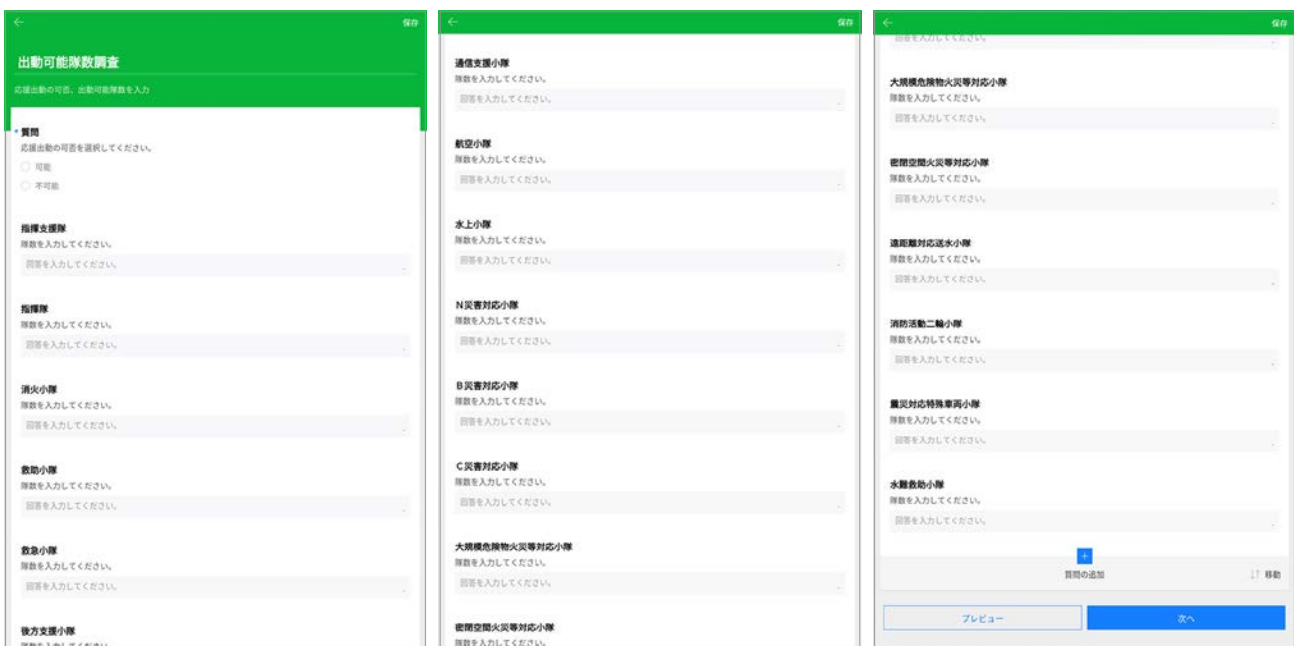 ← 保存
出動可能隊数調査
応援出動の可否、出動可能隊数を入力
* 質問
応援出動の可否を選択してください。
可能
不可能
指揮支援隊
隊数を入力してください。
回答を入力してください。
指揮隊
隊数を入力してください。
回答を入力してください。
消火小隊
隊数を入力してください。
回答を入力してください。
救助小隊
隊数を入力してください。
回答を入力してください。
救急小隊
隊数を入力してください。
回答を入力してください。
後方支援小隊
隊数を入力してください。
← 保存
通信支援小隊
隊数を入力してください。
回答を入力してください。
航空小隊
隊数を入力してください。
回答を入力してください。
水上小隊
隊数を入力してください。
回答を入力してください。
N災害対応小隊
隊数を入力してください。
回答を入力してください。
B災害対応小隊
隊数を入力してください。
回答を入力してください。
C災害対応小隊
隊数を入力してください。
回答を入力してください。
大規模危険物火災等対応小隊
隊数を入力してください。
回答を入力してください。
密閉空間火災等対応小隊
隊数を入力してください。
← 保存
回答を入力してください。
大規模危険物火災等対応小隊
隊数を入力してください。
回答を入力してください。
密閉空間火災等対応小隊
隊数を入力してください。
回答を入力してください。
遠距離対応送水小隊
隊数を入力してください。
回答を入力してください。
消防活動二輪小隊
隊数を入力してください。
回答を入力してください。
震災対応特殊車両小隊
隊数を入力してください。
回答を入力してください。
水難救助小隊
隊数を入力してください。
回答を入力してください。
+
質問の追加 ↓↑ 移動
プレビュー 次へ